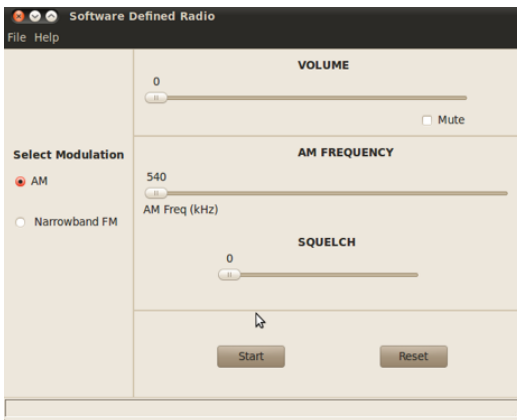 Software Defined Radio
File Help
VOLUME
0
Mute
Select Modulation
AM
Narrowband FM
AM FREQUENCY
540
AM Freq (kHz)
SQUELCH
0
Start Reset